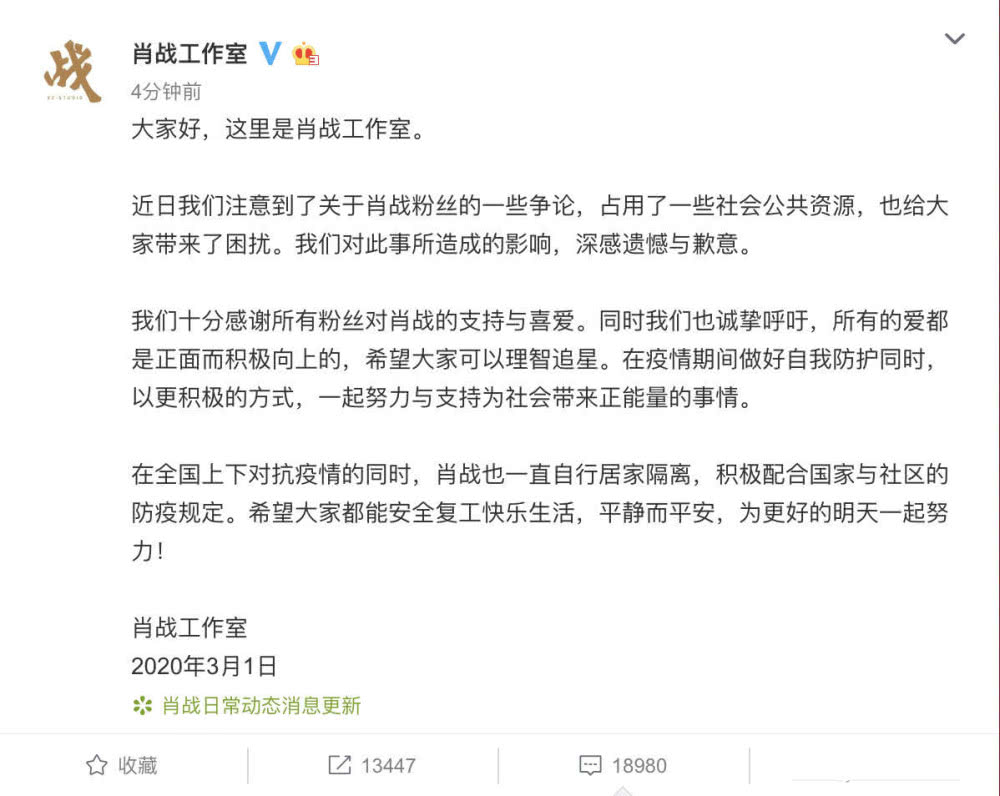 战
XZ STUDIO
肖战工作室
4分钟前
大家好，这里是肖战工作室。
近日我们注意到了关于肖战粉丝的一些争论，占用了一些社会公共资源，也给大
家带来了困扰。我们对此事所造成的影响，深感遗憾与歉意。
我们十分感谢所有粉丝对肖战的支持与喜爱。同时我们也诚挚呼吁，所有的爱都
是正面而积极向上的，希望大家可以理智追星。在疫情期间做好自我防护同时，
以更积极的方式，一起努力与支持为社会带来正能量的事情。
在全国上下对抗疫情的同时，肖战也一直自行居家隔离，积极配合国家与社区的
防疫规定。希望大家都能安全复工快乐生活，平静而平安，为更好的明天一起努
力！
肖战工作室
2020年3月1日
肖战日常动态消息更新
收藏
13447
18980